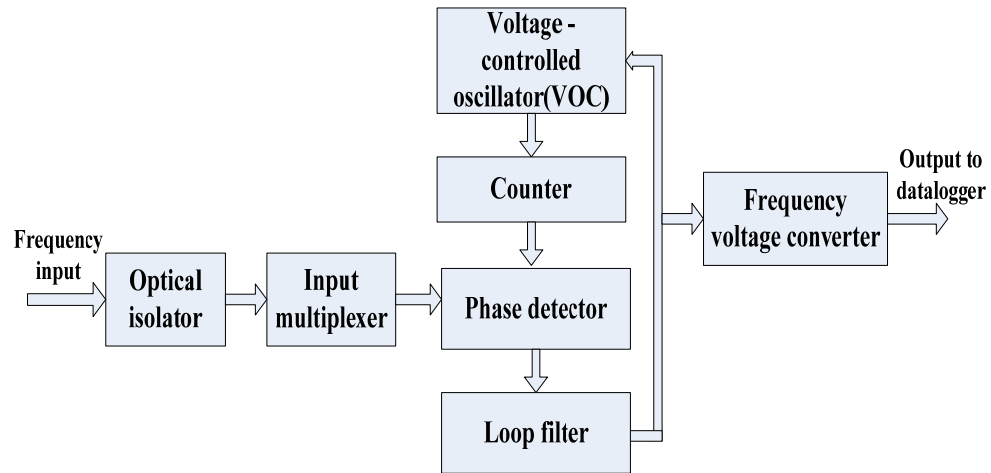 Voltage -
controlled
oscillator(VOC)
Counter
Output to
datalogger
Frequency
voltage converter
Frequency
input
Optical
isolator
Input
multiplexer
Phase detector
Loop filter